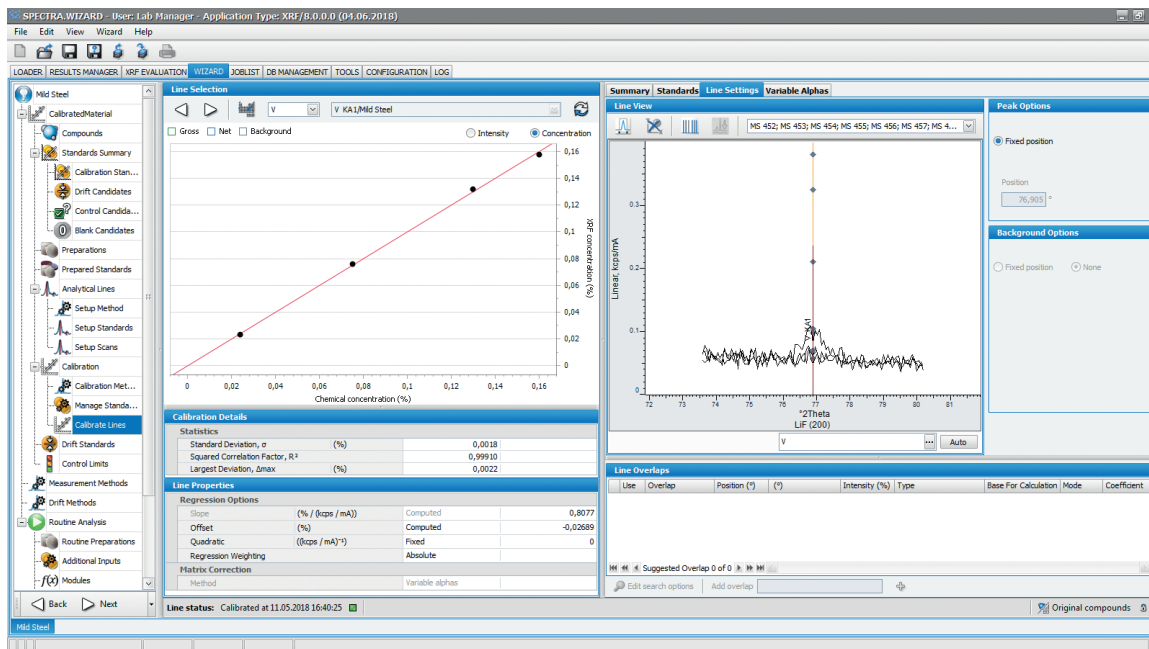 SPECTRA.WIZARD - User: Lab Manager - Application Type: XRF/8.0.0.0 (04.06.2018)
File Edit View Wizard Help
LOADER RESULTS MANAGER XRF EVALUATION WIZARD JOBLIST DB MANAGEMENT TOOLS CONFIGURATION LOG
Mild Steel
CalibratedMaterial
Compounds
Standards Summary
Calibration Stan...
Drift Candidates
Control Candida...
Blank Candidates
Preparations
Prepared Standards
Analytical Lines
Setup Method
Setup Standards
Setup Scans
Calibration
Calibration Met...
Manage Standa...
Calibrate Lines
Drift Standards
Control Limits
Measurement Methods
Drift Methods
Routine Analysis
Routine Preparations
Additional Inputs
f(x) Modules
Back Next
Mild Steel
Line Selection
V V KA1/Mild Steel
Gross Net Background Intensity Concentration
0,16
0,14
0,12
0,1
0,08
0,06
0,04
0,02
0
XRF concentration (%)
0 0,02 0,04 0,06 0,08 0,1 0,12 0,14 0,16
Chemical concentration (%)
Calibration Details
Statistics
Standard Deviation, σ (%) 0,0018
Squared Correlation Factor, R² 0,99910
Largest Deviation, Δmax (%) 0,0022
Line Properties
Regression Options
Slope (% / (kcps / mA)) Computed 0,8077
Offset (%) Computed -0,02689
Quadratic ((kcps / mA)⁻¹) Fixed 0
Regression Weighting Absolute
Matrix Correction
Method Variable alphas
Line status: Calibrated at 11.05.2018 16:40:25
Summary Standards Line Settings Variable Alphas
Line View
MS 452; MS 453; MS 454; MS 455; MS 456; MS 457; MS 4...
Linear, kcps/mA
0.3
0.2
0.1
0
V KA1
72 73 74 75 76 77 78 79 80 81
°2Theta
LiF (200)
V ... Auto
Peak Options
Fixed position
Position
76,905 °
Background Options
Fixed position None
Line Overlaps
Use Overlap Position (°) (°) Intensity (%) Type Base For Calculation Mode Coefficient
Suggested Overlap 0 of 0
Edit search options Add overlap
Original compounds